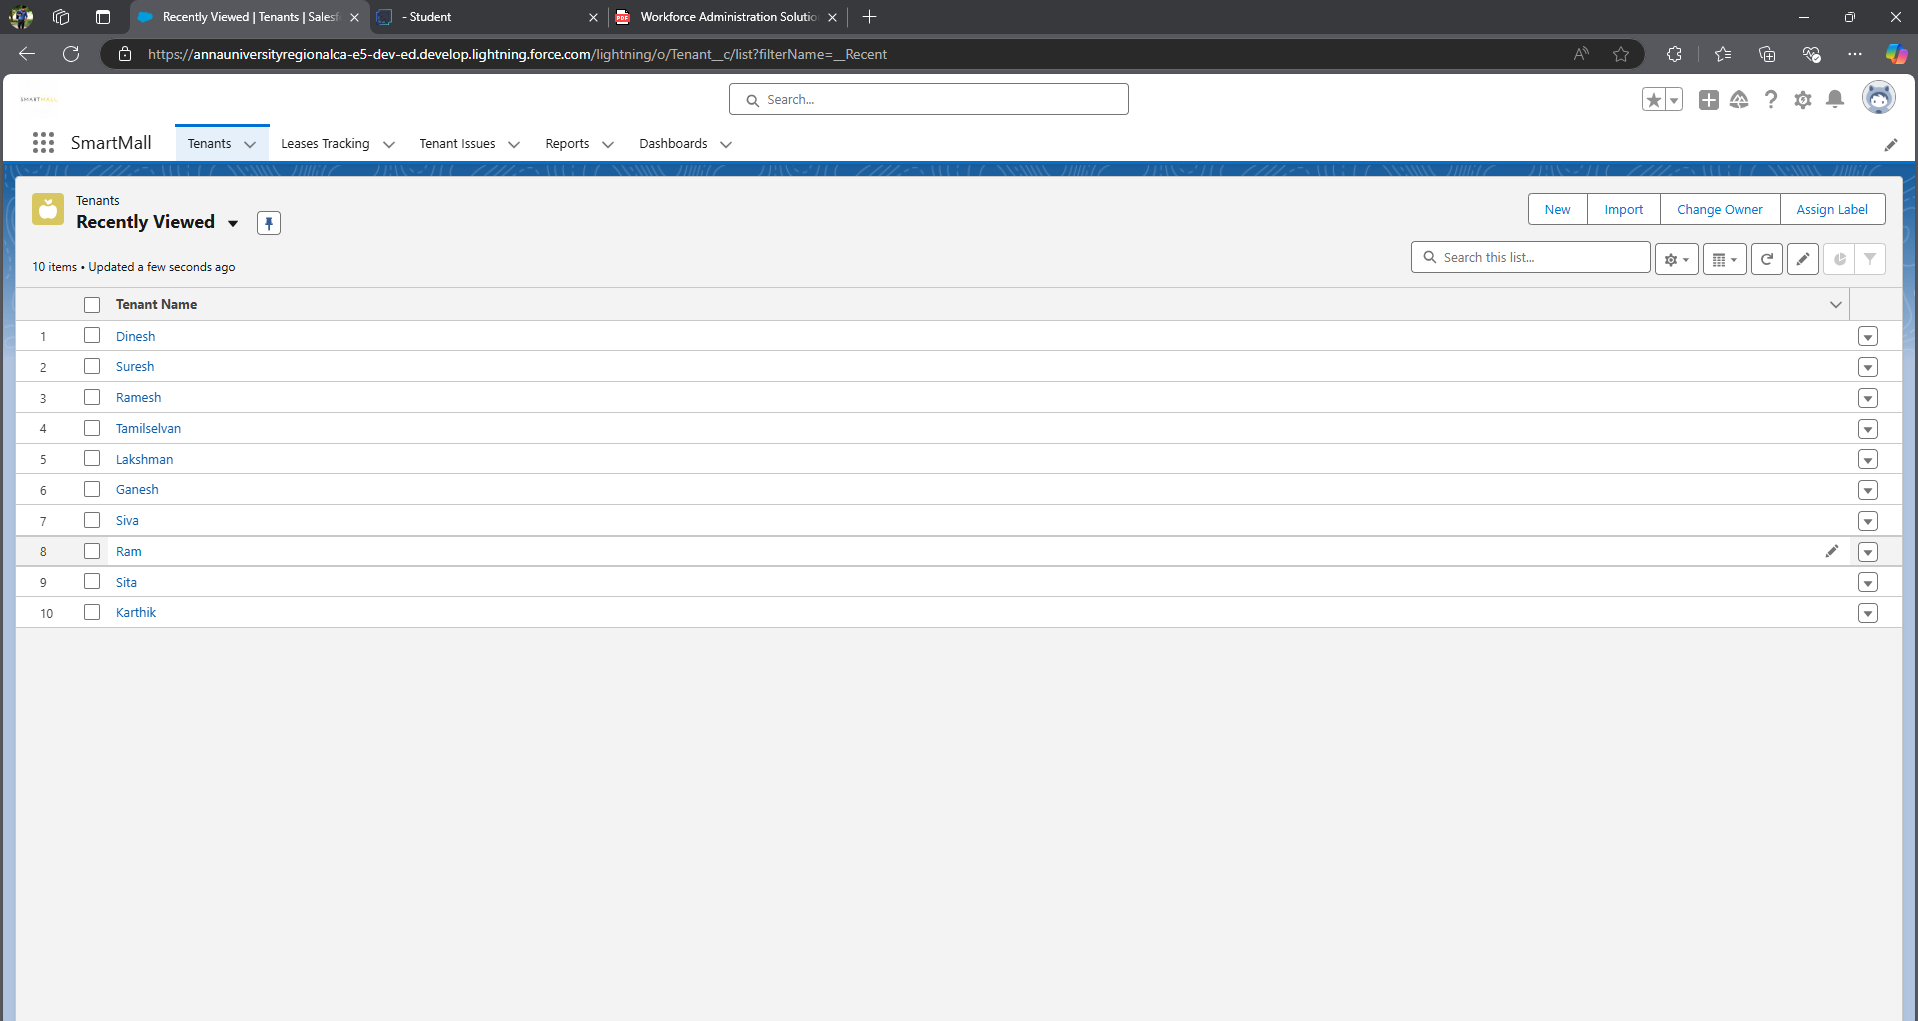 Recently Viewed | Tenants | Salesf
- Student
Workforce Administration Solutio
https://annauniversityregionalca-e5-dev-ed.develop.lightning.force.com/lightning/o/Tenant__c/list?filterName=__Recent
SMARTMALL
Search...
SmartMall
Tenants
Leases Tracking
Tenant Issues
Reports
Dashboards
Tenants
Recently Viewed
New
Import
Change Owner
Assign Label
10 items • Updated a few seconds ago
Search this list...
Tenant Name
1 Dinesh
2 Suresh
3 Ramesh
4 Tamilselvan
5 Lakshman
6 Ganesh
7 Siva
8 Ram
9 Sita
10 Karthik